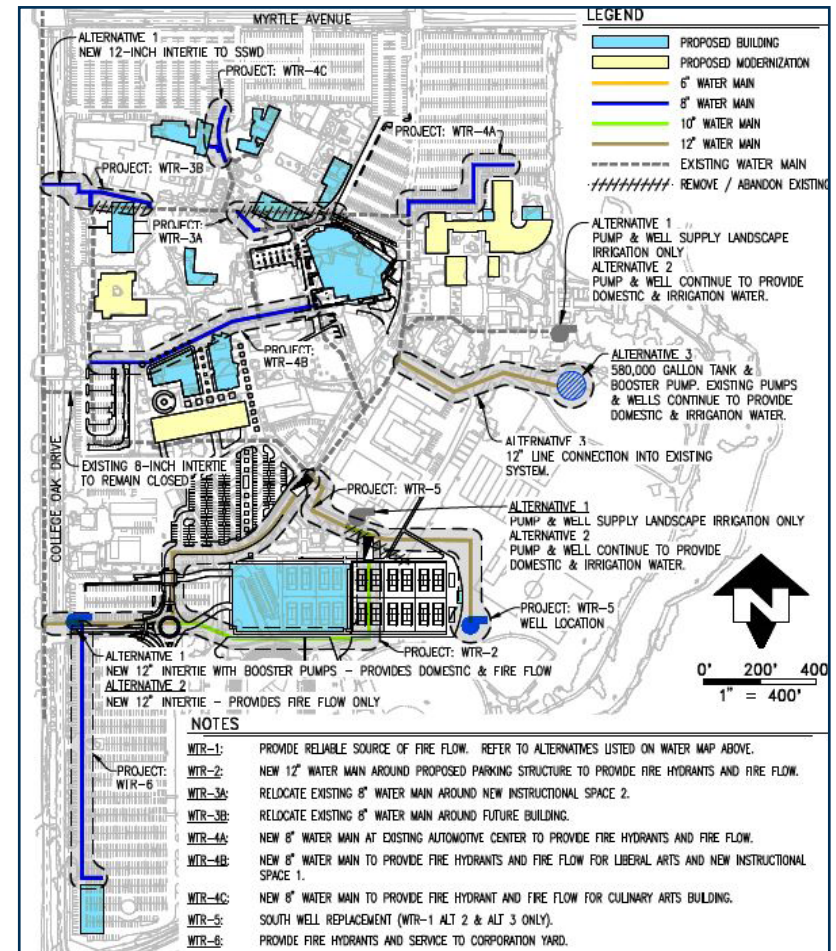 MYRTLE AVENUE
LEGEND
PROPOSED BUILDING
PROPOSED MODERNIZATION
6" WATER MAIN
8" WATER MAIN
10" WATER MAIN
12" WATER MAIN
EXISTING WATER MAIN
REMOVE / ABANDON EXISTING
ALTERNATIVE 1
NEW 12-INCH INTERTIE TO SSWD
PROJECT: WTR-4C
PROJECT: WTR-4A
PROJECT: WTR-3B
PROJECT:
WTR-3A
ALTERNATIVE 1
PUMP & WELL SUPPLY LANDSCAPE
IRRIGATION ONLY
ALTERNATIVE 2
PUMP & WELL CONTINUE TO PROVIDE
DOMESTIC & IRRIGATION WATER.
PROJECT:
WTR-4B
ALTERNATIVE 3
580,000 GALLON TANK &
BOOSTER PUMP. EXISTING PUMPS
& WELLS CONTINUE TO PROVIDE
DOMESTIC & IRRIGATION WATER.
ALTERNATIVE 3
12" LINE CONNECTION INTO EXISTING
SYSTEM.
COLLEGE OAK DRIVE
EXISTING 8-INCH INTERTIE
TO REMAIN CLOSED
PROJECT: WTR-5
ALTERNATIVE 1
PUMP & WELL SUPPLY LANDSCAPE IRRIGATION ONLY
ALTERNATIVE 2
PUMP & WELL CONTINUE TO PROVIDE
DOMESTIC & IRRIGATION WATER.
PROJECT: WTR-5
WELL LOCATION
PROJECT: WTR-2
N
0' 200' 400
1" = 400'
ALTERNATIVE 1
NEW 12" INTERTIE WITH BOOSTER PUMPS - PROVIDES DOMESTIC & FIRE FLOW
ALTERNATIVE 2
NEW 12" INTERTIE - PROVIDES FIRE FLOW ONLY
PROJECT:
WTR-6
NOTES
WTR-1: PROVIDE RELIABLE SOURCE OF FIRE FLOW. REFER TO ALTERNATIVES LISTED ON WATER MAP ABOVE.
WTR-2: NEW 12" WATER MAIN AROUND PROPOSED PARKING STRUCTURE TO PROVIDE FIRE HYDRANTS AND FIRE FLOW.
WTR-3A: RELOCATE EXISTING 8" WATER MAIN AROUND NEW INSTRUCTIONAL SPACE 2.
WTR-3B: RELOCATE EXISTING 8" WATER MAIN AROUND FUTURE BUILDING.
WTR-4A: NEW 8" WATER MAIN AT EXISTING AUTOMOTIVE CENTER TO PROVIDE FIRE HYDRANTS AND FIRE FLOW.
WTR-4B: NEW 8" WATER MAIN TO PROVIDE FIRE HYDRANTS AND FIRE FLOW FOR LIBERAL ARTS AND NEW INSTRUCTIONAL
SPACE 1.
WTR-4C: NEW 8" WATER MAIN TO PROVIDE FIRE HYDRANT AND FIRE FLOW FOR CULINARY ARTS BUILDING.
WTR-5: SOUTH WELL REPLACEMENT (WTR-1 ALT 2 & ALT 3 ONLY).
WTR-6: PROVIDE FIRE HYDRANTS AND SERVICE TO CORPORATION YARD.